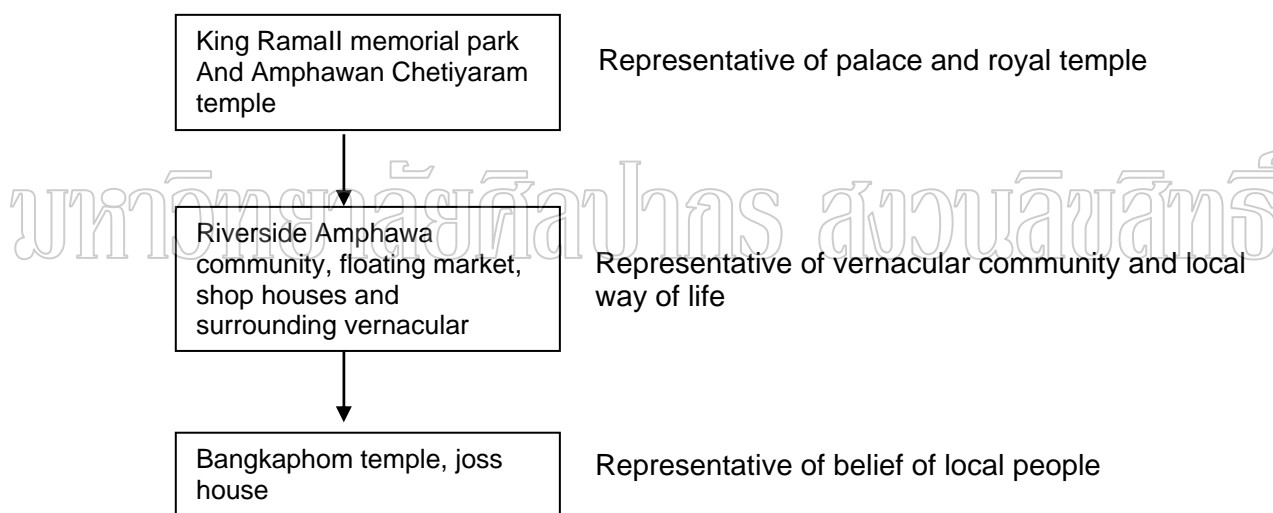 King RamaII memorial park
And Amphawan Chetiyaram
temple
Representative of palace and royal temple
มหาวิทยาลัยศิลปากร สงวนลิขสิทธิ์
Riverside Amphawa
community, floating market,
shop houses and
surrounding vernacular
Representative of vernacular community and local
way of life
Bangkaphom temple, joss
house
Representative of belief of local people